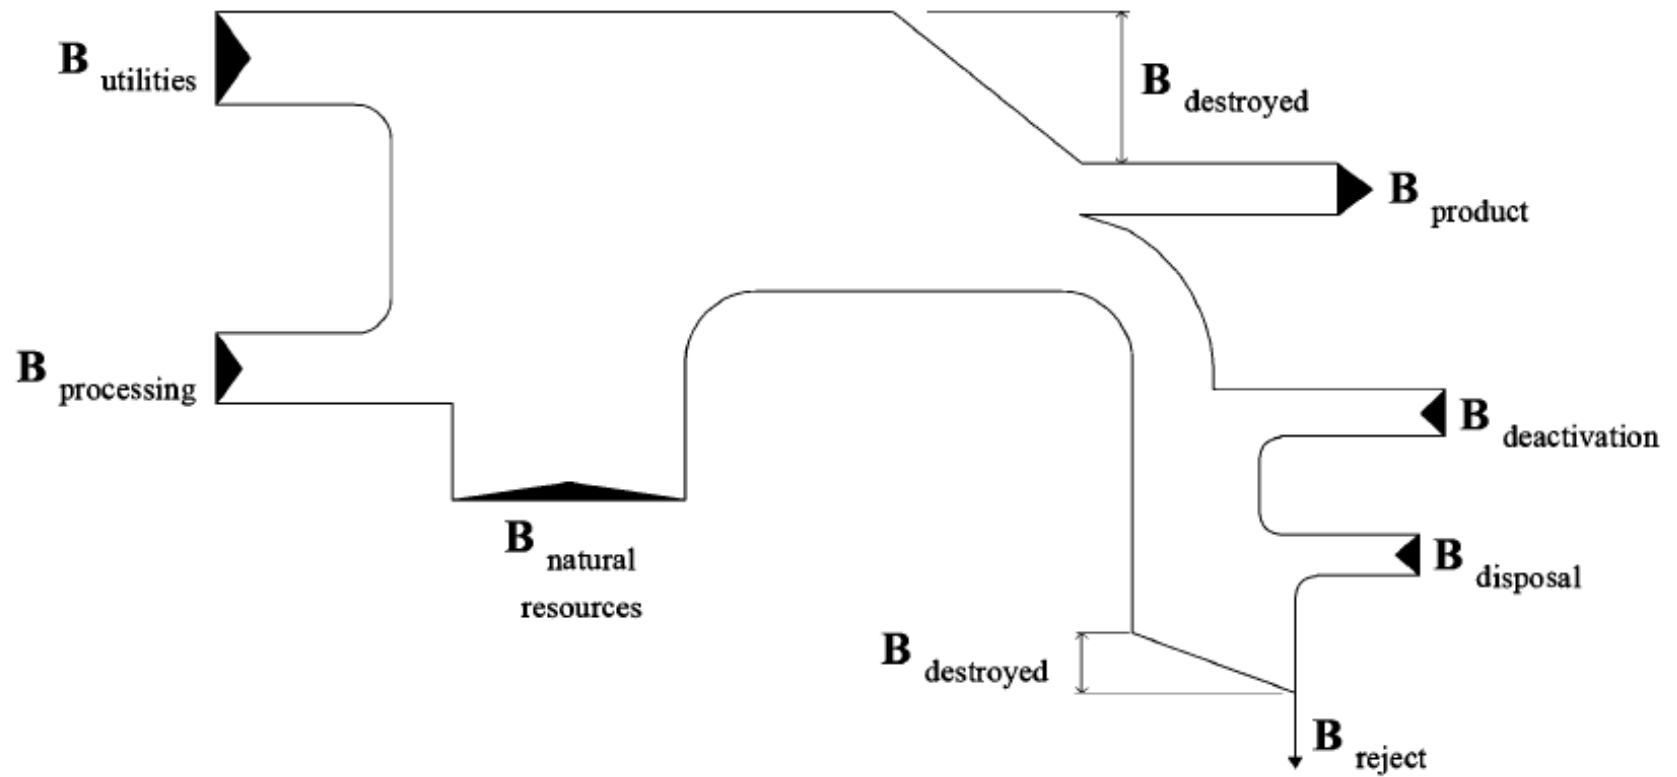 B utilities
B destroyed
B product
B processing
B deactivation
B natural
resources
B disposal
B destroyed
B reject